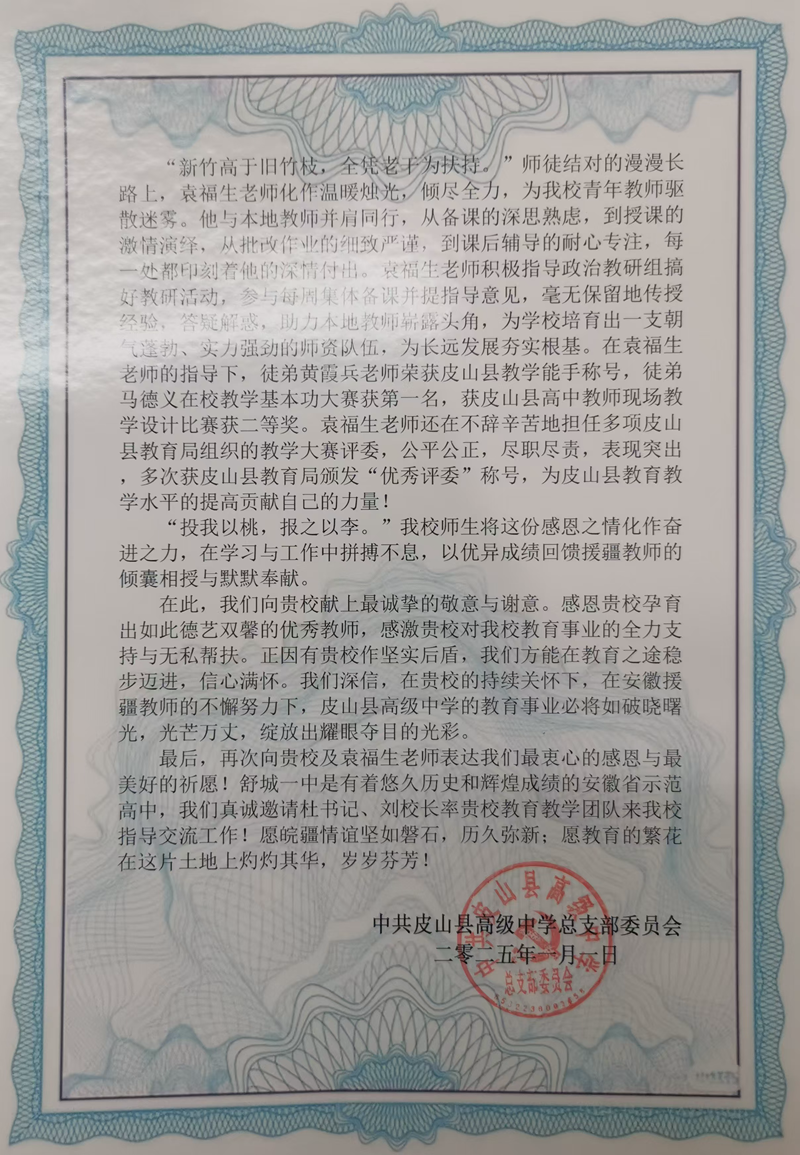 “新竹高于旧竹枝，全凭老干为扶持。”师徒结对的漫漫长
路上，袁福生老师化作温暖烛光，倾尽全力，为我校青年教师驱
散迷雾。他与本地教师并肩同行，从备课的深思熟虑，到授课的
激情演绎，从批改作业的细致严谨，到课后辅导的耐心专注，每
一处都印刻着他的深情付出。袁福生老师积极指导政治教研组搞
好教研活动，参与每周集体备课并提指导意见，毫无保留地传授
经验，答疑解惑，助力本地教师崭露头角，为学校培育出一支朝
气蓬勃、实力强劲的师资队伍，为长远发展夯实根基。在袁福生
老师的指导下，徒弟黄霞兵老师荣获皮山县教学能手称号，徒弟
马德义在校教学基本功大赛获第一名，获皮山县高中教师现场教
学设计比赛获二等奖。袁福生老师还在不辞辛苦地担任多项皮山
县教育局组织的教学大赛评委，公平公正，尽职尽责，表现突出
，多次获皮山县教育局颁发“优秀评委”称号，为皮山县教育教
学水平的提高贡献自己的力量！
“投我以桃，报之以李。”我校师生将这份感恩之情化作奋
进之力，在学习与工作中拼搏不息，以优异成绩回馈援疆教师的
倾囊相授与默默奉献。
在此，我们向贵校献上最诚挚的敬意与谢意。感恩贵校孕育
出如此德艺双馨的优秀教师，感激贵校对我校教育事业的全力支
持与无私帮扶。正因有贵校作坚实后盾，我们方能在教育之途稳
步迈进，信心满怀。我们深信，在贵校的持续关怀下，在安徽援
疆教师的不懈努力下，皮山县高级中学的教育事业必将如破晓曙
光，光芒万丈，绽放出耀眼夺目的光彩。
最后，再次向贵校及袁福生老师表达我们最衷心的感恩与最
美好的祈愿！舒城一中是有着悠久历史和辉煌成绩的安徽省示范
高中，我们真诚邀请杜书记、刘校长率贵校教育教学团队来我校
指导交流工作！愿皖疆情谊坚如磐石，历久弥新；愿教育的繁花
在这片土地上灼灼其华，岁岁芬芳！
中共皮山县高级中学总支部委员会
二零二五年一月一日
中共皮山县高级中学
总支部委员会